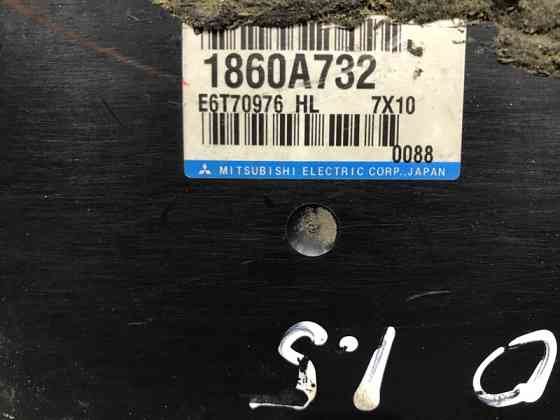 1860A732
E6T70976 HL 7X10
0088
MITSUBISHI ELECTRIC CORP., JAPAN